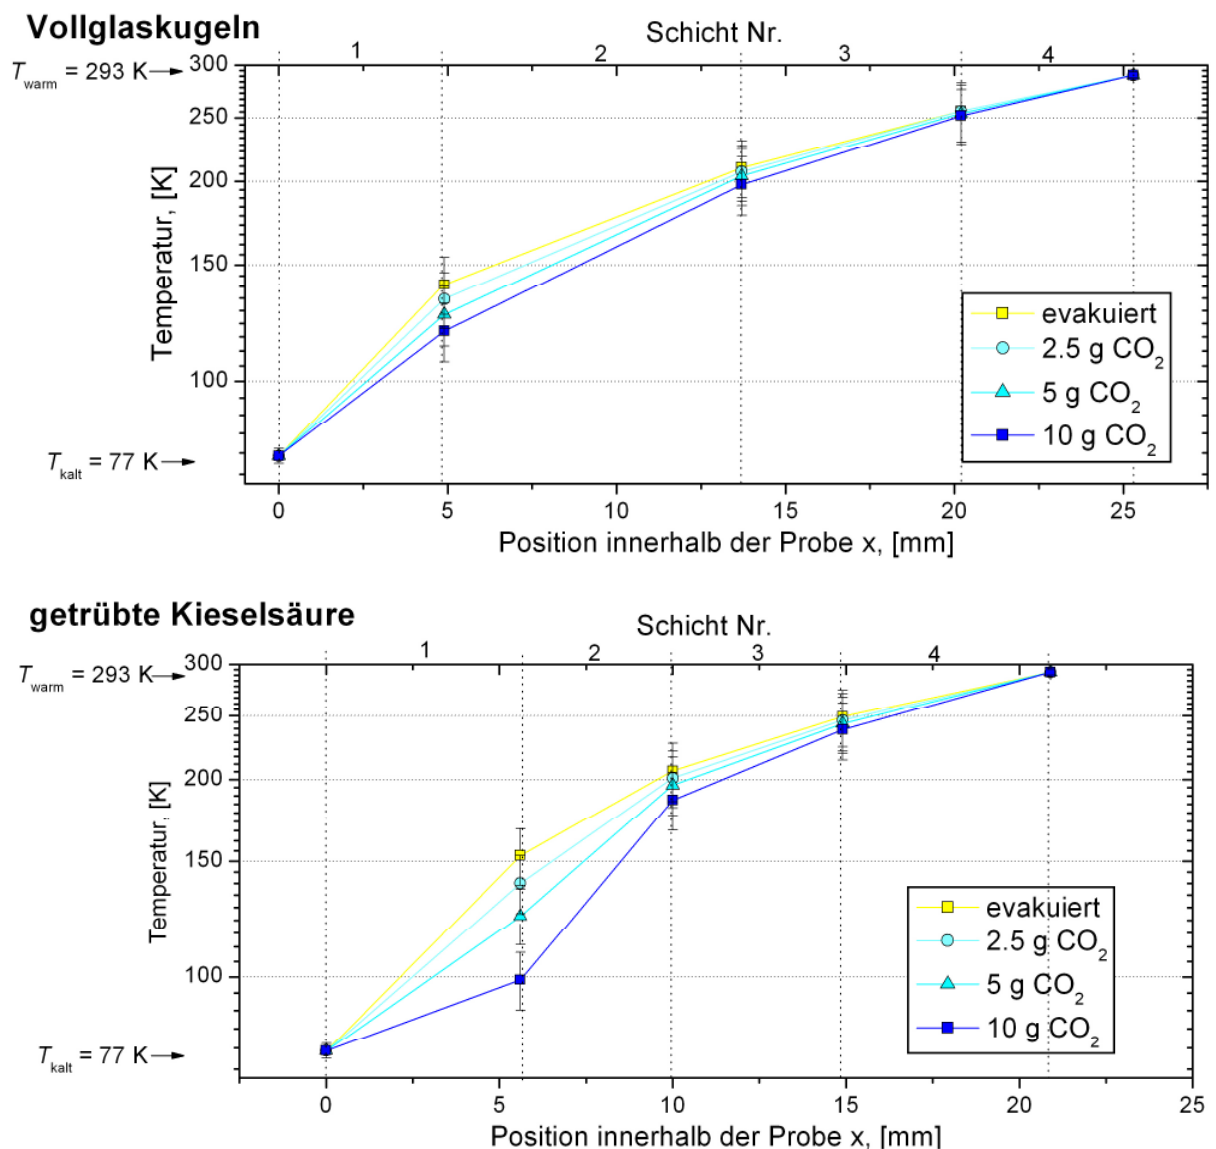 Vollglaskugeln
Schicht Nr.
1 2 3 4
T_warm = 293 K
300
250
200
150
100
T_kalt = 77 K
Temperatur, [K]
evakuiert
2.5 g CO₂
5 g CO₂
10 g CO₂
0 5 10 15 20 25
Position innerhalb der Probe x, [mm]
getrübte Kieselsäure
Schicht Nr.
1 2 3 4
T_warm = 293 K
300
250
200
150
100
T_kalt = 77 K
Temperatur, [K]
evakuiert
2.5 g CO₂
5 g CO₂
10 g CO₂
0 5 10 15 20 25
Position innerhalb der Probe x, [mm]